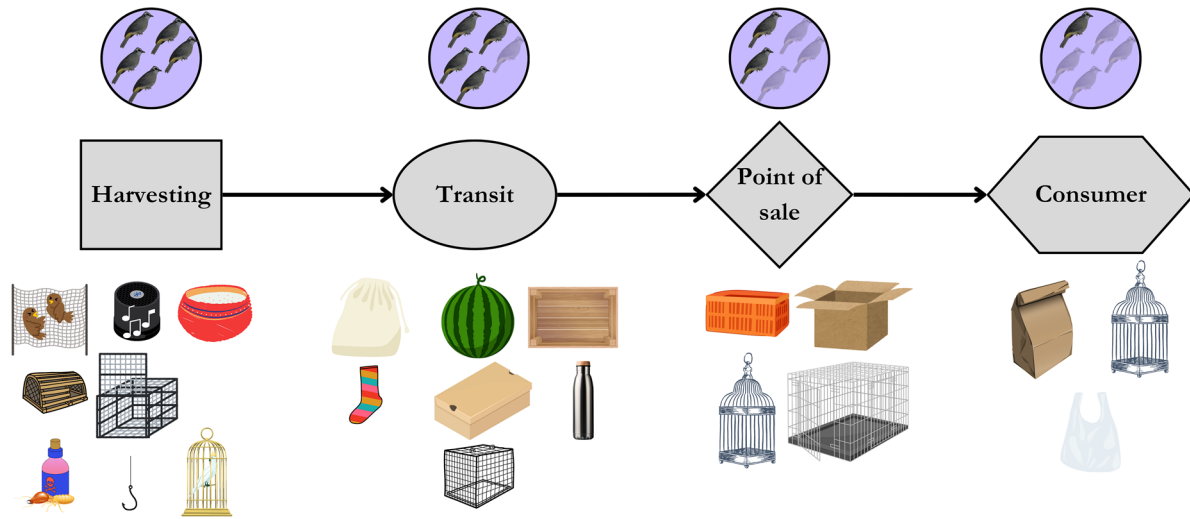 Harvesting
Transit
Point of
sale
Consumer